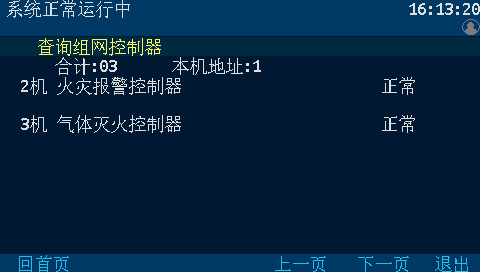 系统正常运行中 16:13:20
查询组网控制器
合计:03 本机地址:1
2机 火灾报警控制器 正常
3机 气体灭火控制器 正常
回首页 上一页 下一页 退出